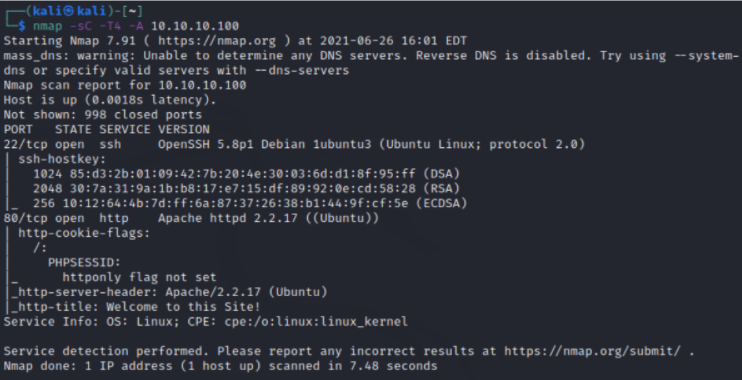 ┌──(kali㉿kali)-[~]
└─$ nmap -sC -T4 -A 10.10.10.100
Starting Nmap 7.91 ( https://nmap.org ) at 2021-06-26 16:01 EDT
mass_dns: warning: Unable to determine any DNS servers. Reverse DNS is disabled. Try using --system-
dns or specify valid servers with --dns-servers
Nmap scan report for 10.10.10.100
Host is up (0.0018s latency).
Not shown: 998 closed ports
PORT   STATE SERVICE VERSION
22/tcp open  ssh     OpenSSH 5.8p1 Debian 1ubuntu3 (Ubuntu Linux; protocol 2.0)
| ssh-hostkey:
|   1024 85:d3:2b:01:09:42:7b:20:4e:30:03:6d:d1:8f:95:ff (DSA)
|   2048 30:7a:31:9a:1b:b8:17:e7:15:df:89:92:0e:cd:58:28 (RSA)
|_  256 10:12:64:4b:7d:ff:6a:87:37:26:38:b1:44:9f:cf:5e (ECDSA)
80/tcp open  http    Apache httpd 2.2.17 ((Ubuntu))
| http-cookie-flags:
|   /:
|     PHPSESSID:
|_      httponly flag not set
|_http-server-header: Apache/2.2.17 (Ubuntu)
|_http-title: Welcome to this Site!
Service Info: OS: Linux; CPE: cpe:/o:linux:linux_kernel

Service detection performed. Please report any incorrect results at https://nmap.org/submit/ .
Nmap done: 1 IP address (1 host up) scanned in 7.48 seconds